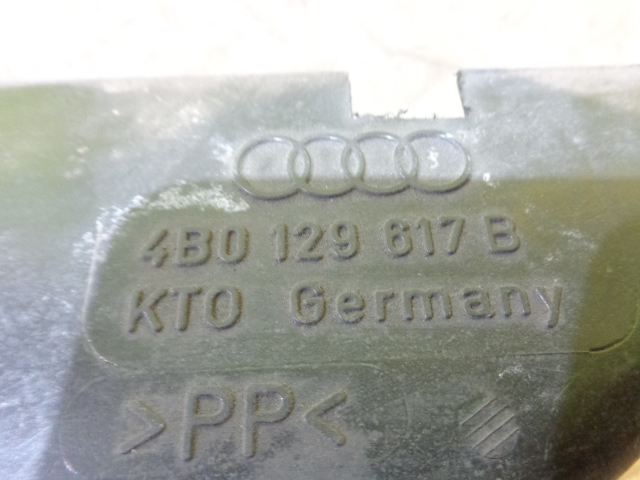 4B0 129 617 B
KTO Germany
>PP<